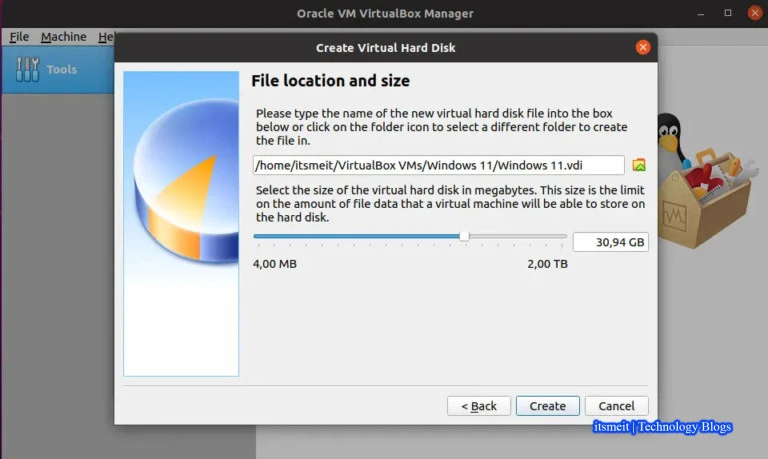 Oracle VM VirtualBox Manager
File Machine He
Tools
Create Virtual Hard Disk
File location and size
Please type the name of the new virtual hard disk file into the box
below or click on the folder icon to select a different folder to create
the file in.
/home/itsmeit/VirtualBox VMs/Windows 11/Windows 11.vdi
Select the size of the virtual hard disk in megabytes. This size is the limit
on the amount of file data that a virtual machine will be able to store on
the hard disk.
30,94 GB
4,00 MB 2,00 TB
< Back Create Cancel
itsmeit | Technology Blogs